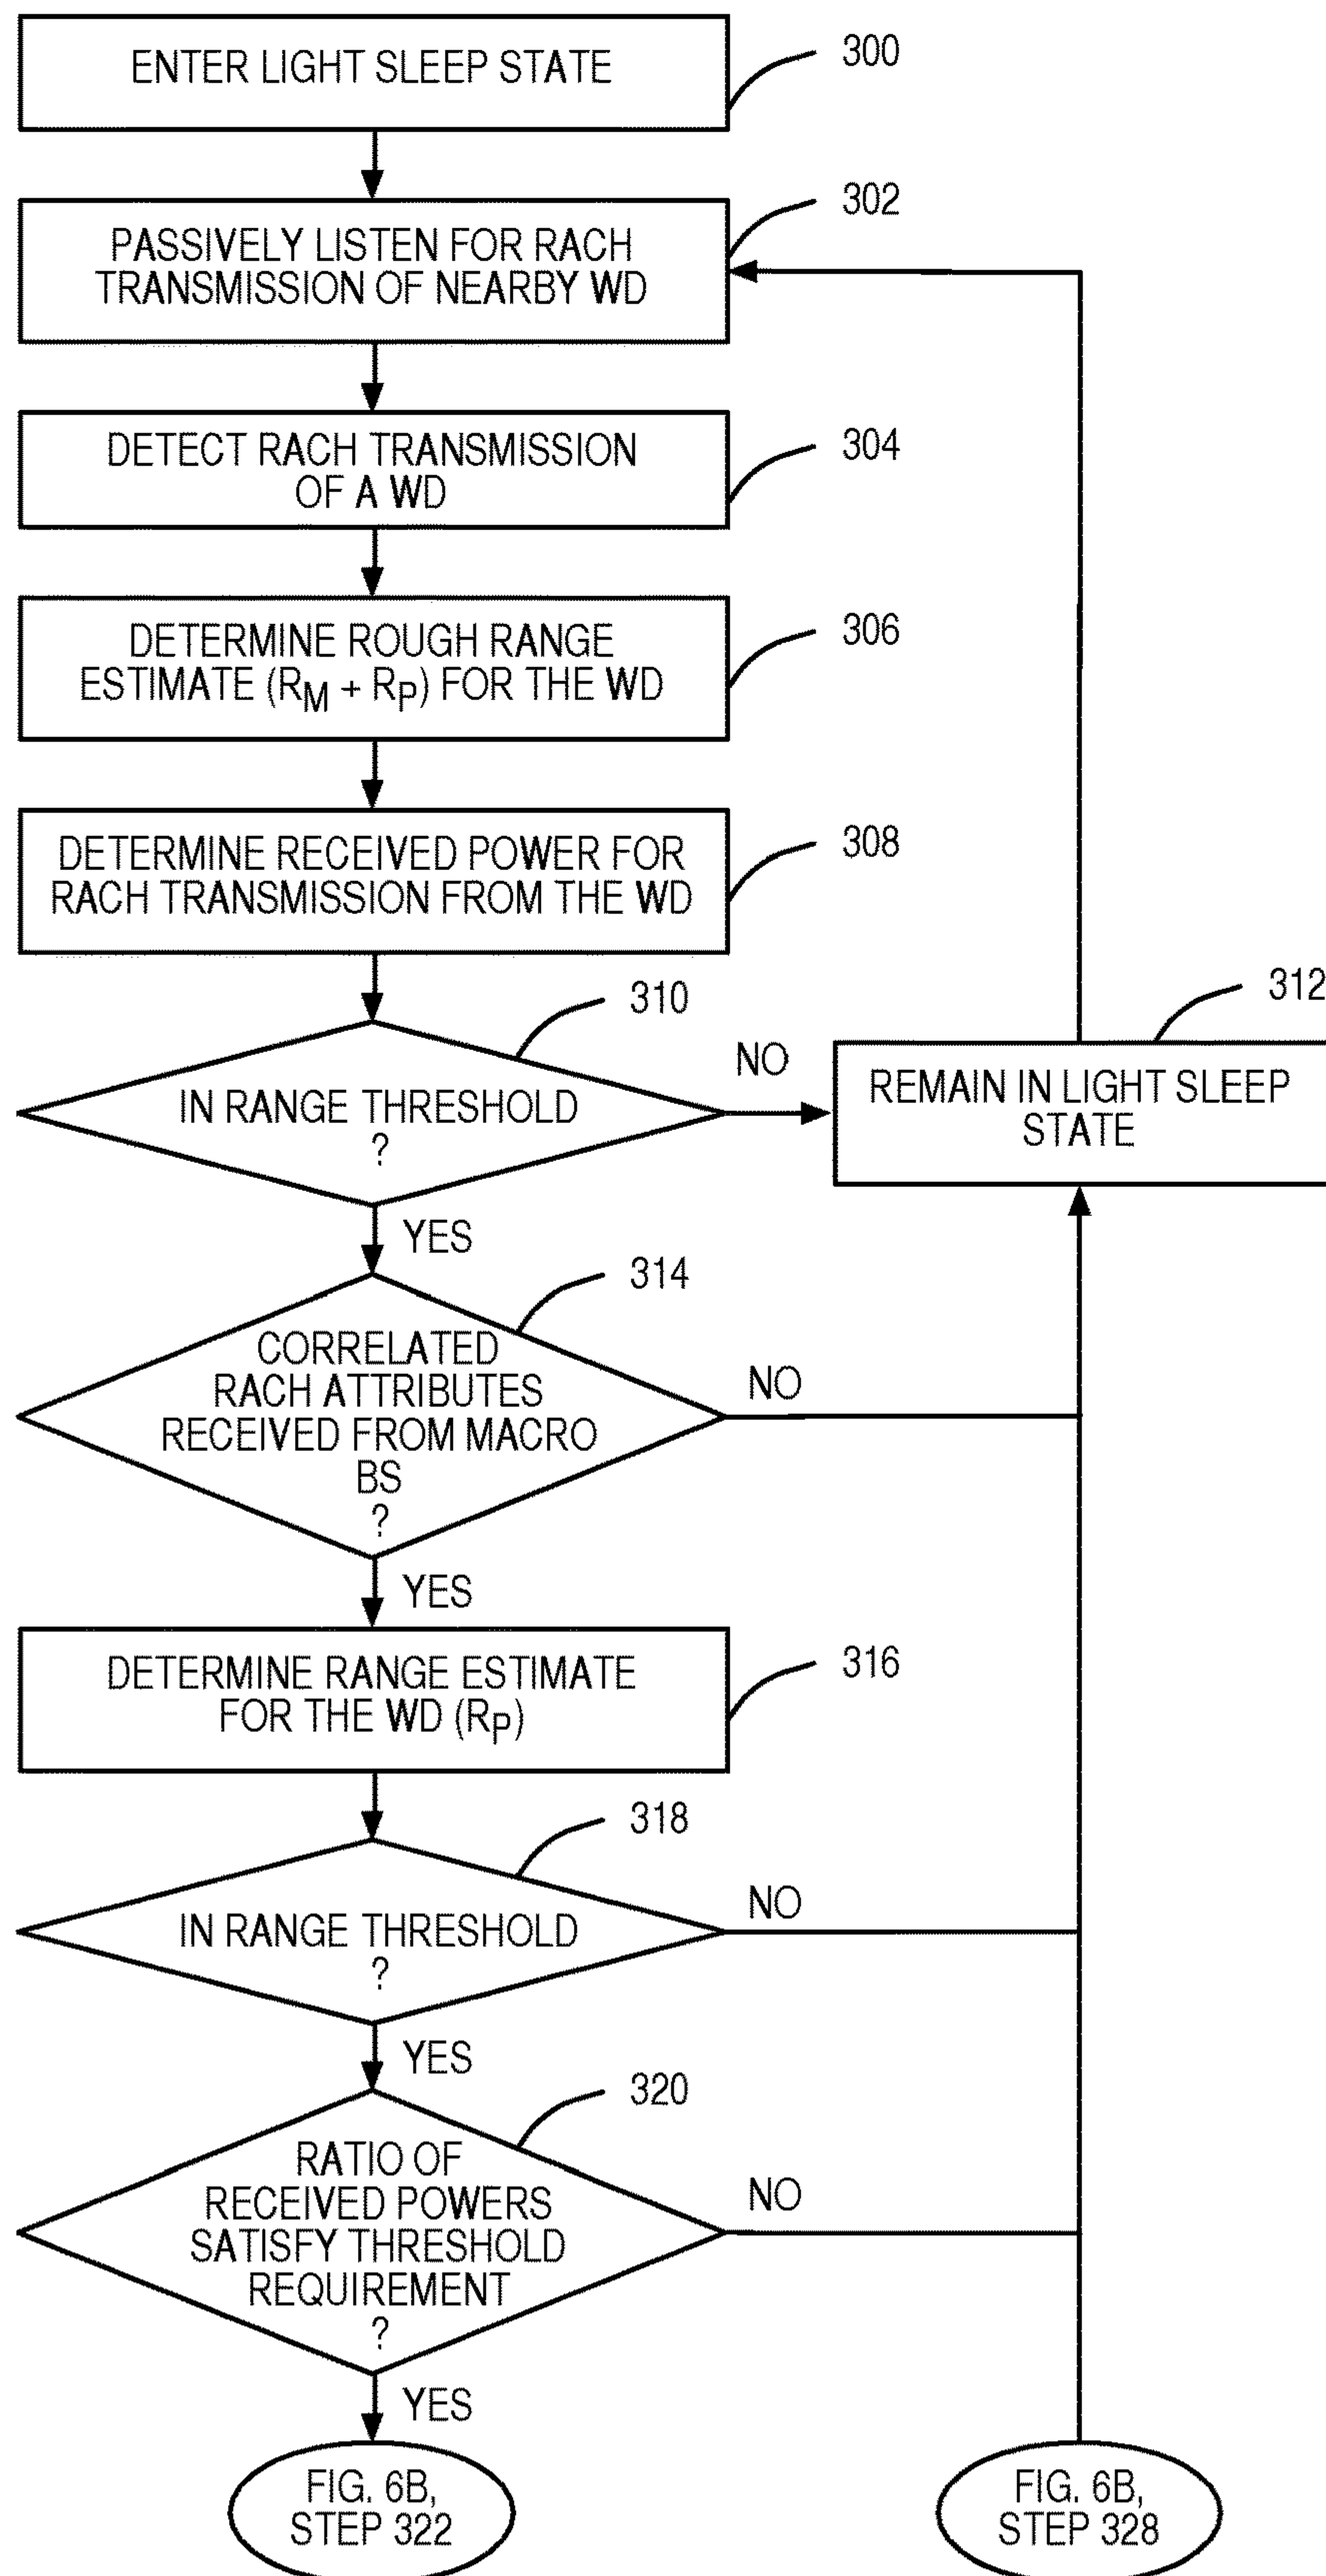 ENTER LIGHT SLEEP STATE
300
302
PASSIVELY LISTEN FOR RACH
TRANSMISSION OF NEARBY WD
DETECT RACH TRANSMISSION
OF A WD
304
DETERMINE ROUGH RANGE
ESTIMATE (RM + RP) FOR THE WD
306
DETERMINE RECEIVED POWER FOR
RACH TRANSMISSION FROM THE WD
308
310
IN RANGE THRESHOLD
?
NO
312
REMAIN IN LIGHT SLEEP
STATE
YES
314
CORRELATED
RACH ATTRIBUTES
RECEIVED FROM MACRO
BS
?
NO
YES
DETERMINE RANGE ESTIMATE
FOR THE WD (RP)
316
318
IN RANGE THRESHOLD
?
NO
YES
320
RATIO OF
RECEIVED POWERS
SATISFY THRESHOLD
REQUIREMENT
?
NO
YES
FIG. 6B,
STEP 322
FIG. 6B,
STEP 328